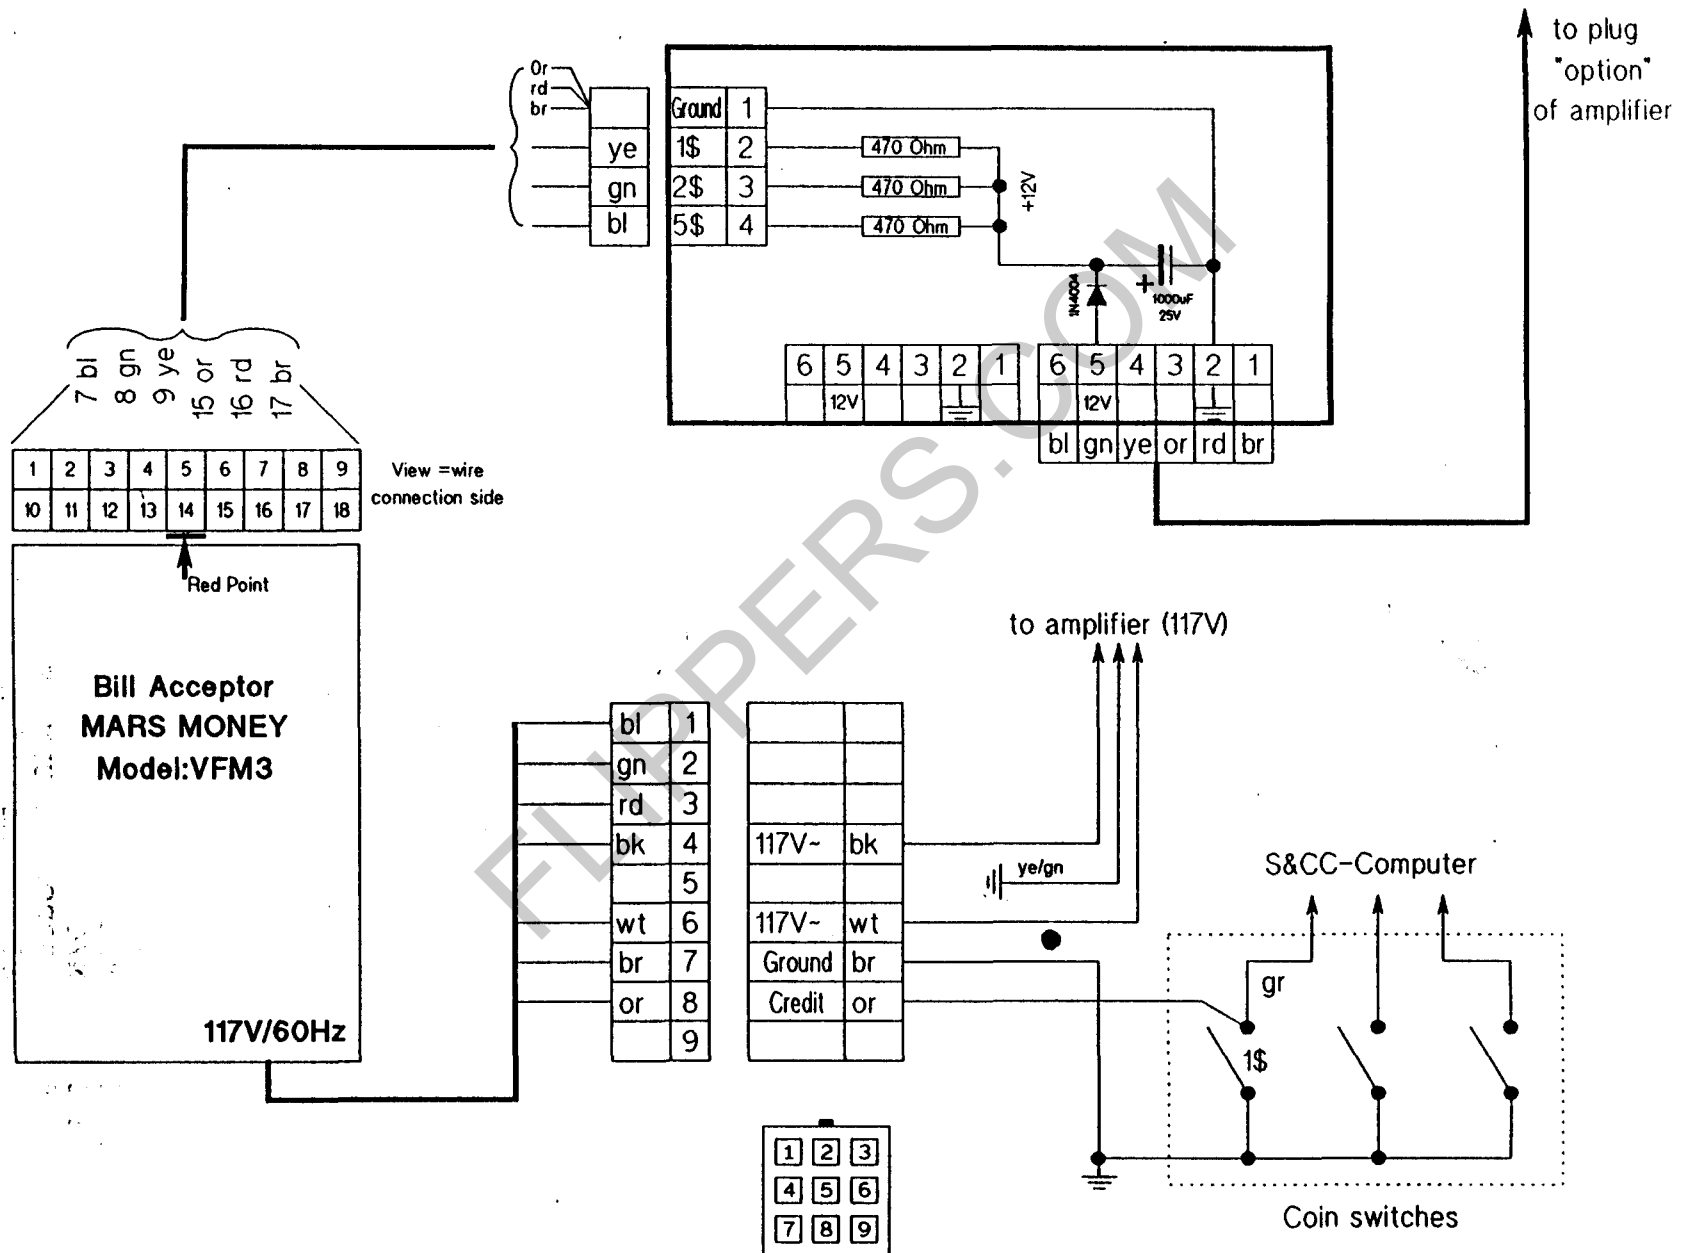 to plug
"option"
of amplifier
Or
rd
br
Ground 1
ye 1$ 2 470 Ohm
gn 2$ 3 470 Ohm
bl 5$ 4 470 Ohm
+12V
1N4004
+
1000uF
25V
6 5 4 3 2 1
12V
6 5 4 3 2 1
12V
bl gn ye or rd br
7 bl
8 gn
9 ye
15 or
16 rd
17 br
1 2 3 4 5 6 7 8 9
10 11 12 13 14 15 16 17 18
View =wire
connection side
Red Point
Bill Acceptor
MARS MONEY
Model:VFM3
117V/60Hz
to amplifier (117V)
bl 1
gn 2
rd 3
bk 4 117V~ bk
5
wt 6 117V~ wt
br 7 Ground br
or 8 Credit or
9
ye/gn
S&CC-Computer
gr
1$
Coin switches
1 2 3
4 5 6
7 8 9
FLIPPERS.COM